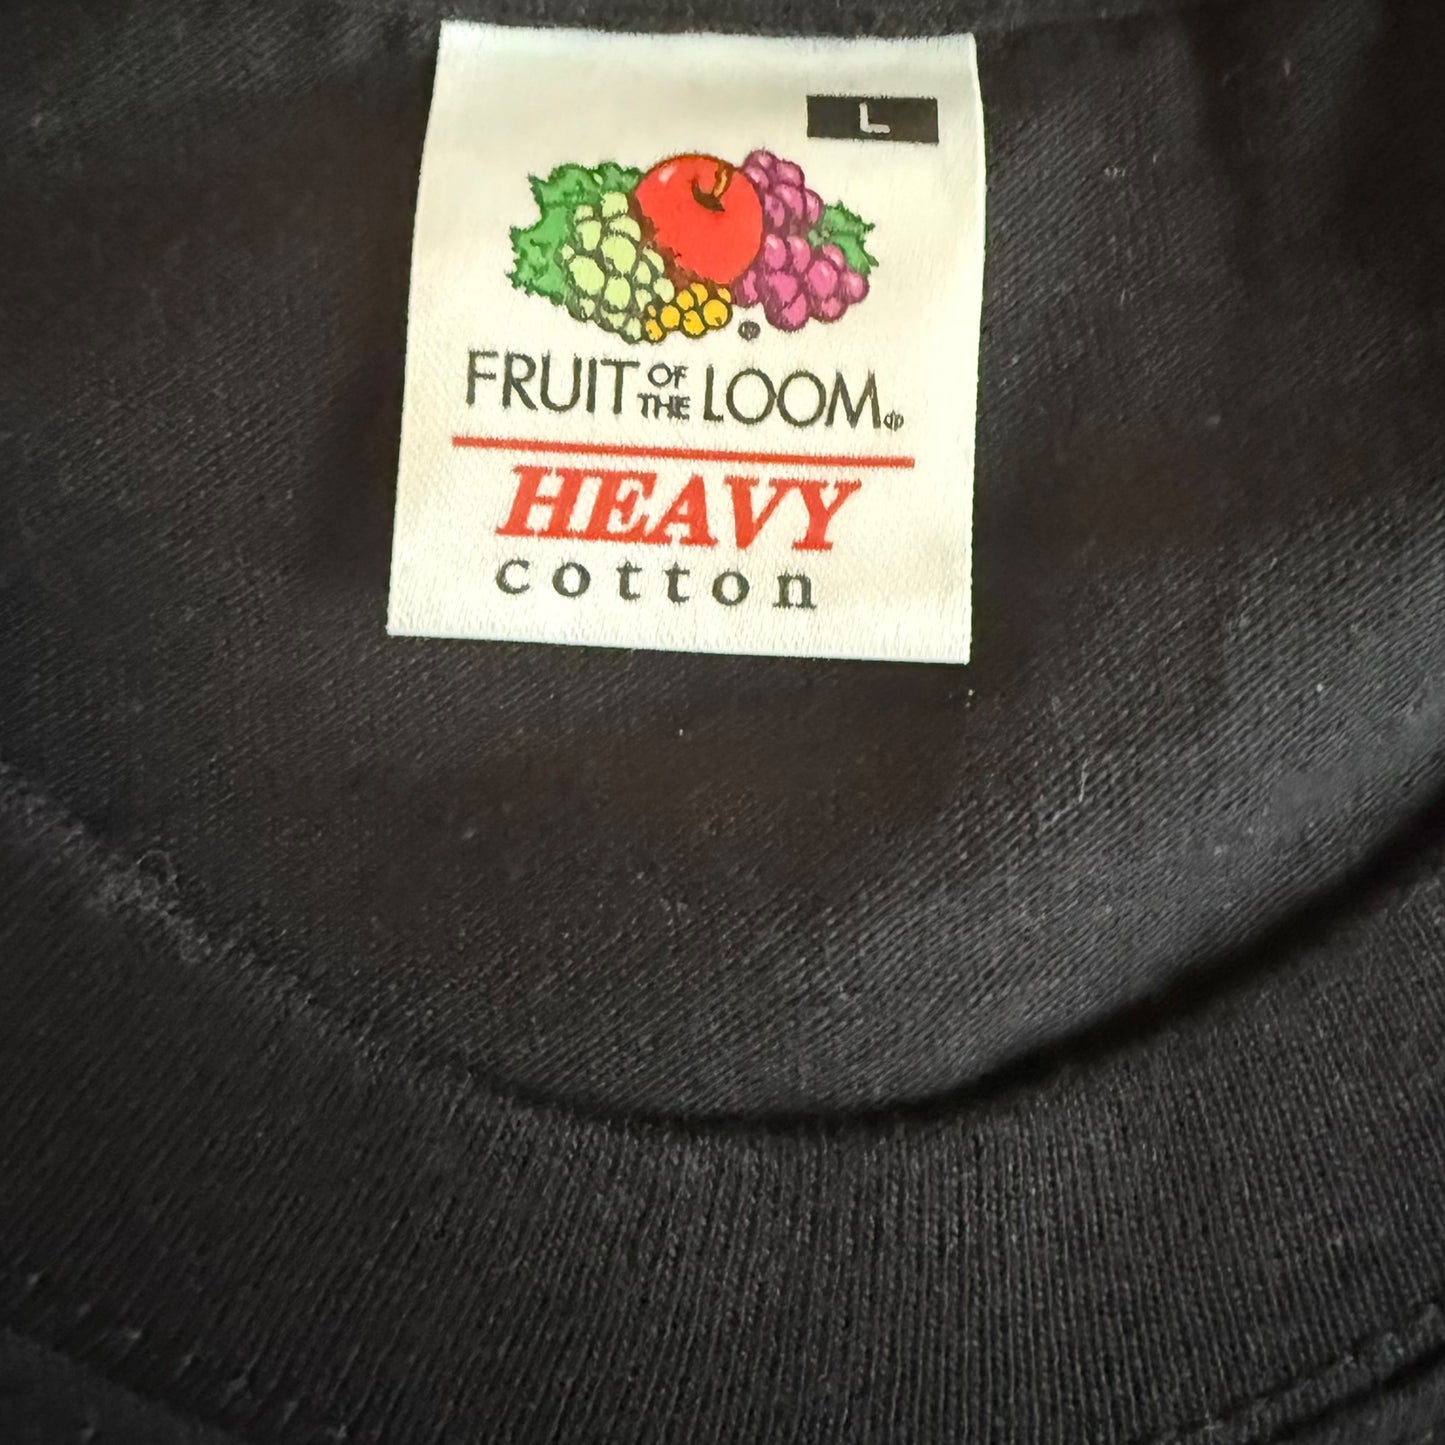 L
®
FRUIT OF THE LOOM®
HEAVY
cotton